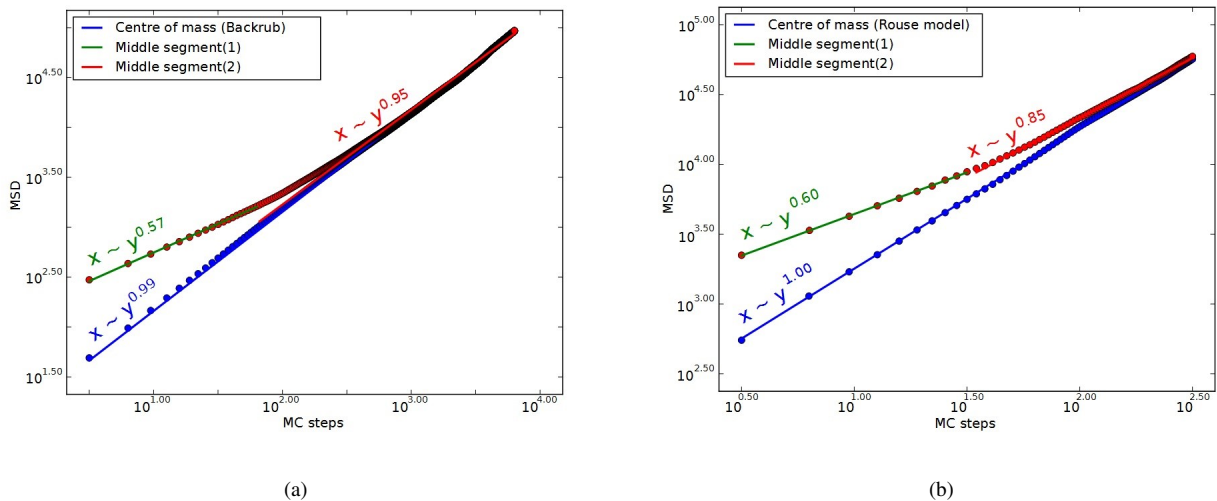 Centre of mass (Backrub)
Middle segment(1)
Middle segment(2)
10^4.50
10^3.50
10^2.50
10^1.50
MSD
x ~ y^0.95
x ~ y^0.57
x ~ y^0.99
10^1.00
10^2.00
10^3.00
10^4.00
MC steps
(a)
Centre of mass (Rouse model)
Middle segment(1)
Middle segment(2)
10^5.00
10^4.50
10^4.00
10^3.50
10^3.00
10^2.50
MSD
x ~ y^0.85
x ~ y^0.60
x ~ y^1.00
10^0.50
10^1.00
10^1.50
10^2.00
10^2.50
MC steps
(b)